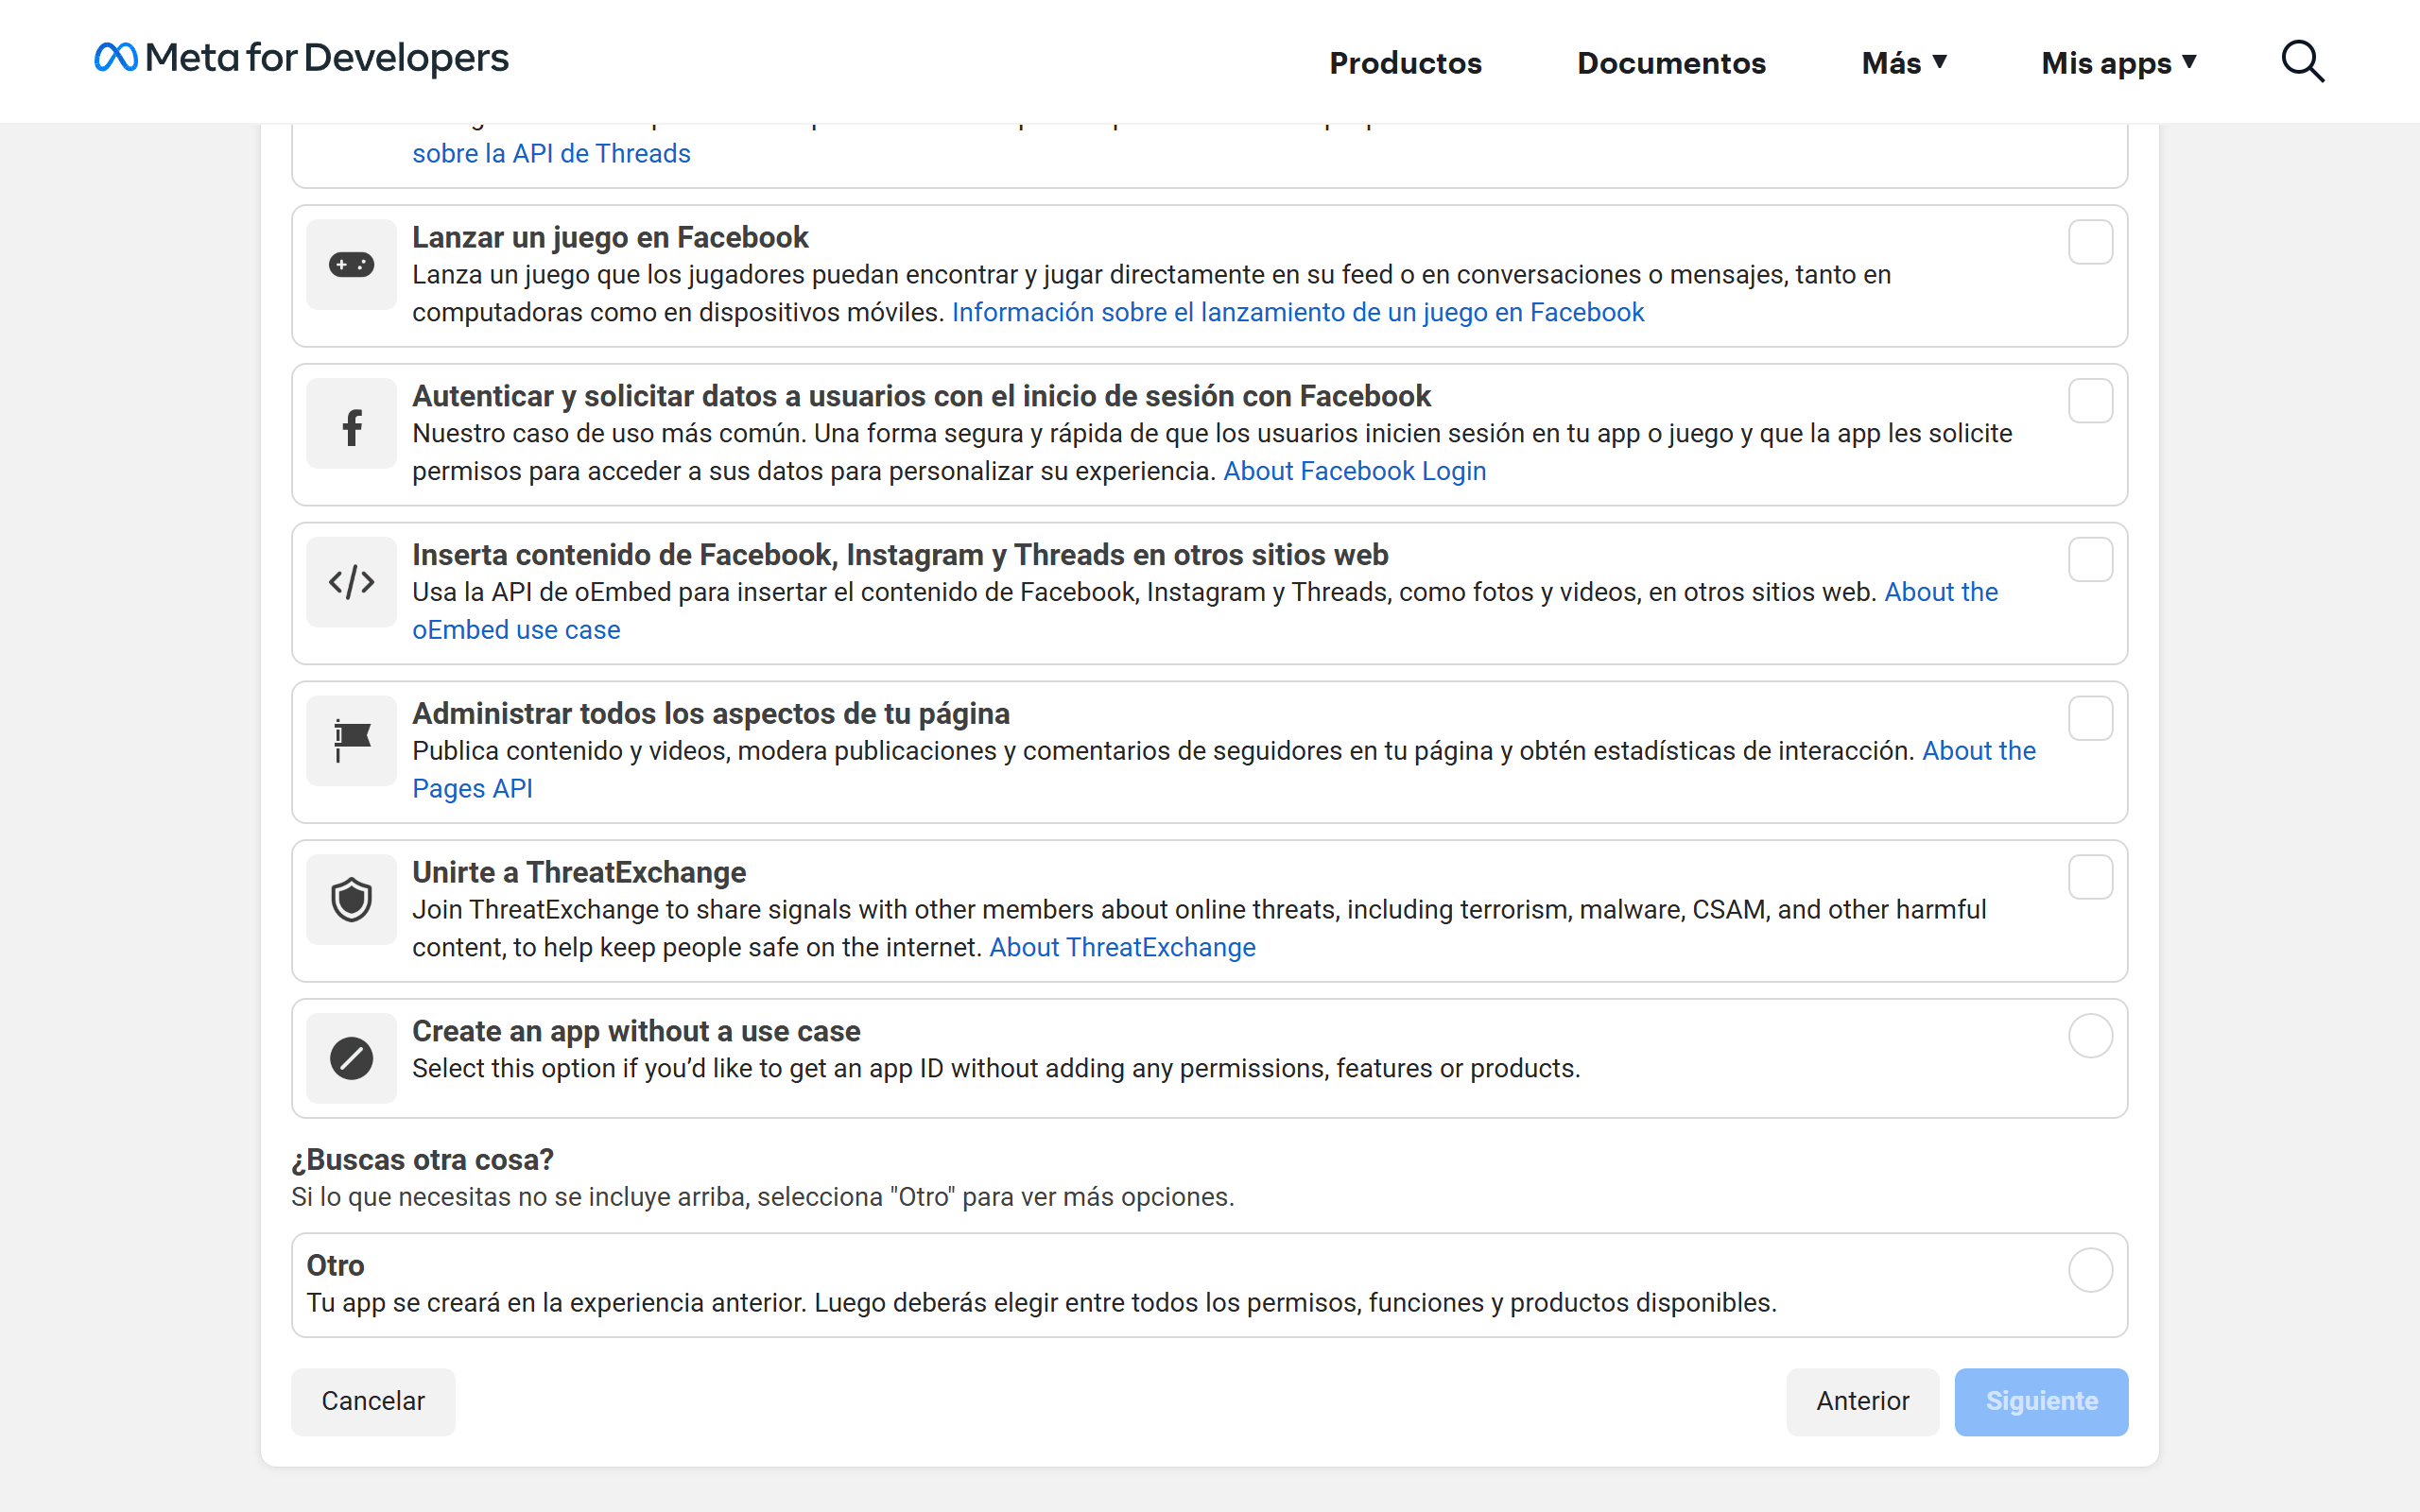 Meta for Developers
Productos
Documentos
Más
Mis apps
sobre la API de Threads
Lanzar un juego en Facebook
Lanza un juego que los jugadores puedan encontrar y jugar directamente en su feed o en conversaciones o mensajes, tanto en
computadoras como en dispositivos móviles. Información sobre el lanzamiento de un juego en Facebook
Autenticar y solicitar datos a usuarios con el inicio de sesión con Facebook
Nuestro caso de uso más común. Una forma segura y rápida de que los usuarios inicien sesión en tu app o juego y que la app les solicite
permisos para acceder a sus datos para personalizar su experiencia. About Facebook Login
Inserta contenido de Facebook, Instagram y Threads en otros sitios web
Usa la API de oEmbed para insertar el contenido de Facebook, Instagram y Threads, como fotos y videos, en otros sitios web. About the
oEmbed use case
Administrar todos los aspectos de tu página
Publica contenido y videos, modera publicaciones y comentarios de seguidores en tu página y obtén estadísticas de interacción. About the
Pages API
Unirte a ThreatExchange
Join ThreatExchange to share signals with other members about online threats, including terrorism, malware, CSAM, and other harmful
content, to help keep people safe on the internet. About ThreatExchange
Create an app without a use case
Select this option if you’d like to get an app ID without adding any permissions, features or products.
¿Buscas otra cosa?
Si lo que necesitas no se incluye arriba, selecciona "Otro" para ver más opciones.
Otro
Tu app se creará en la experiencia anterior. Luego deberás elegir entre todos los permisos, funciones y productos disponibles.
Cancelar
Anterior
Siguiente